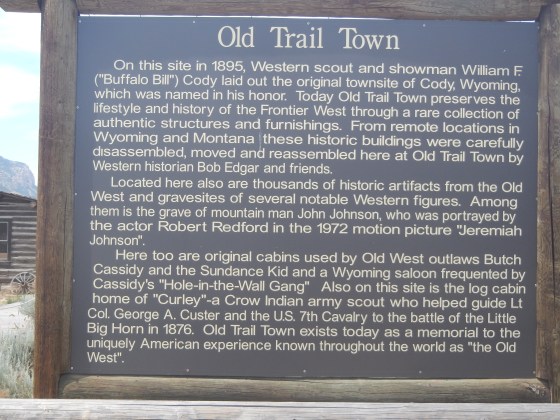 Old Trail Town
On this site in 1895, Western scout and showman William F.
("Buffalo Bill") Cody laid out the original townsite of Cody, Wyoming,
which was named in his honor. Today Old Trail Town preserves the
lifestyle and history of the Frontier West through a rare collection of
authentic structures and furnishings. From remote locations in
Wyoming and Montana these historic buildings were carefully
disassembled, moved and reassembled here at Old Trail Town by
Western historian Bob Edgar and friends.
Located here also are thousands of historic artifacts from the Old
West and gravesites of several notable Western figures. Among
them is the grave of mountain man John Johnson, who was portrayed by
the actor Robert Redford in the 1972 motion picture "Jeremiah
Johnson".
Here too are original cabins used by Old West outlaws Butch
Cassidy and the Sundance Kid and a Wyoming saloon frequented by
Cassidy's "Hole-in-the-Wall Gang" Also on this site is the log cabin
home of "Curley"-a Crow Indian army scout who helped guide Lt
Col. George A. Custer and the U.S. 7th Cavalry to the battle of the Little
Big Horn in 1876. Old Trail Town exists today as a memorial to the
uniquely American experience known throughout the world as "the Old
West".